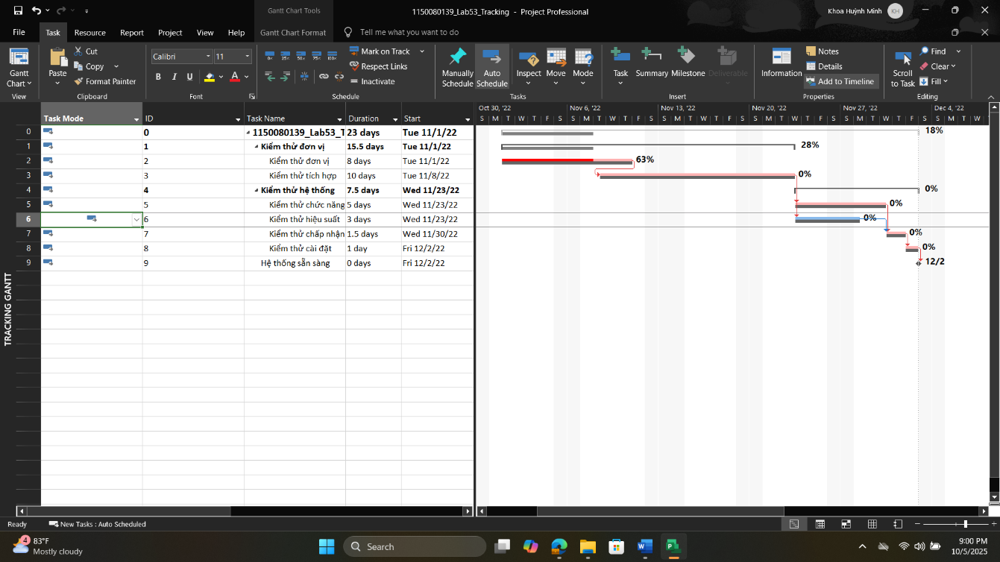 Gantt Chart Tools
1150080139_Lab53_Tracking - Project Professional
Khoa Huỳnh Minh KH
File Task Resource Report Project View Help Gantt Chart Format Tell me what you want to do
Gantt Chart
View
Paste
Cut
Copy
Format Painter
Clipboard
Calibri 11
B I U A
Font
0% 25% 50% 75% 100%
Mark on Track
Respect Links
Inactivate
Schedule
Manually Schedule
Auto Schedule
Inspect
Move
Mode
Tasks
Task
Summary
Milestone
Deliverable
Insert
Information
Notes
Details
Add to Timeline
Properties
Scroll to Task
Find
Clear
Fill
Editing
Oct 30, '22 Nov 6, '22 Nov 13, '22 Nov 20, '22 Nov 27, '22 Dec 4, '22
Task Mode ID Task Name Duration Start
S M T W T F S S M T W T F S S M T W T F S S M T W T F S S M T W T F S S M T W
0 0 1150080139_Lab53_T 23 days Tue 11/1/22 18%
1 1 Kiểm thử đơn vị 15.5 days Tue 11/1/22 28%
2 2 Kiểm thử đơn vị 8 days Tue 11/1/22 63%
3 3 Kiểm thử tích hợp 10 days Tue 11/8/22 0%
4 4 Kiểm thử hệ thống 7.5 days Wed 11/23/22 0%
5 5 Kiểm thử chức năng 5 days Wed 11/23/22 0%
6 6 Kiểm thử hiệu suất 3 days Wed 11/23/22 0%
7 7 Kiểm thử chấp nhận 1.5 days Wed 11/30/22 0%
8 8 Kiểm thử cài đặt 1 day Fri 12/2/22 0%
9 9 Hệ thống sẵn sàng 0 days Fri 12/2/22 12/2
TRACKING GANTT
Ready New Tasks : Auto Scheduled
4
83°F
Mostly cloudy
Search
9:00 PM
10/5/2025